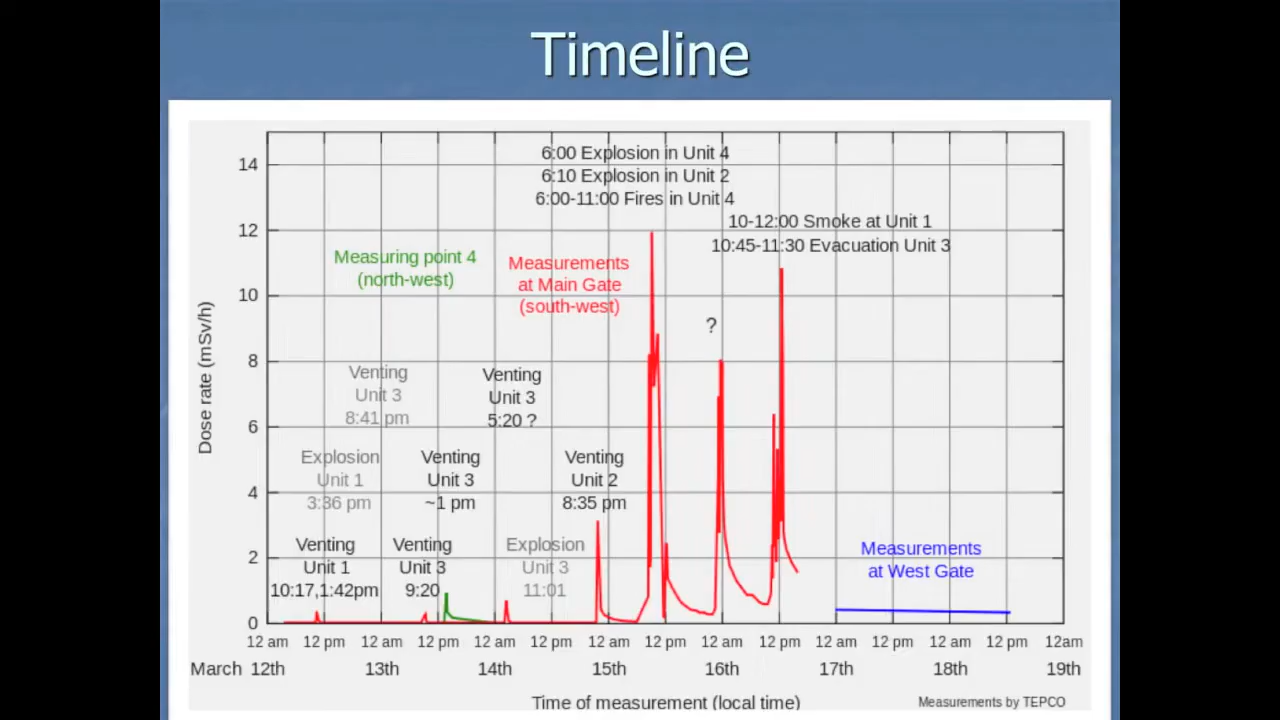 Timeline
6:00 Explosion in Unit 4
6:10 Explosion in Unit 2
6:00-11:00 Fires in Unit 4
10-12:00 Smoke at Unit 1
10:45-11:30 Evacuation Unit 3
Measuring point 4
(north-west)
Measurements
at Main Gate
(south-west)
?
Venting
Unit 3
8:41 pm
Venting
Unit 3
5:20 ?
Explosion
Unit 1
3:36 pm
Venting
Unit 3
~1 pm
Venting
Unit 2
8:35 pm
Venting
Unit 1
10:17,1:42pm
Venting
Unit 3
9:20
Explosion
Unit 3
11:01
Measurements
at West Gate
Dose rate (mSv/h)
14
12
10
8
6
4
2
0
12 am 12 pm 12 am 12 pm 12 am 12 pm 12 am 12 pm 12 am 12 pm 12 am 12 pm 12 am 12 pm 12am
March 12th 13th 14th 15th 16th 17th 18th 19th
Time of measurement (local time)
Measurements by TEPCO